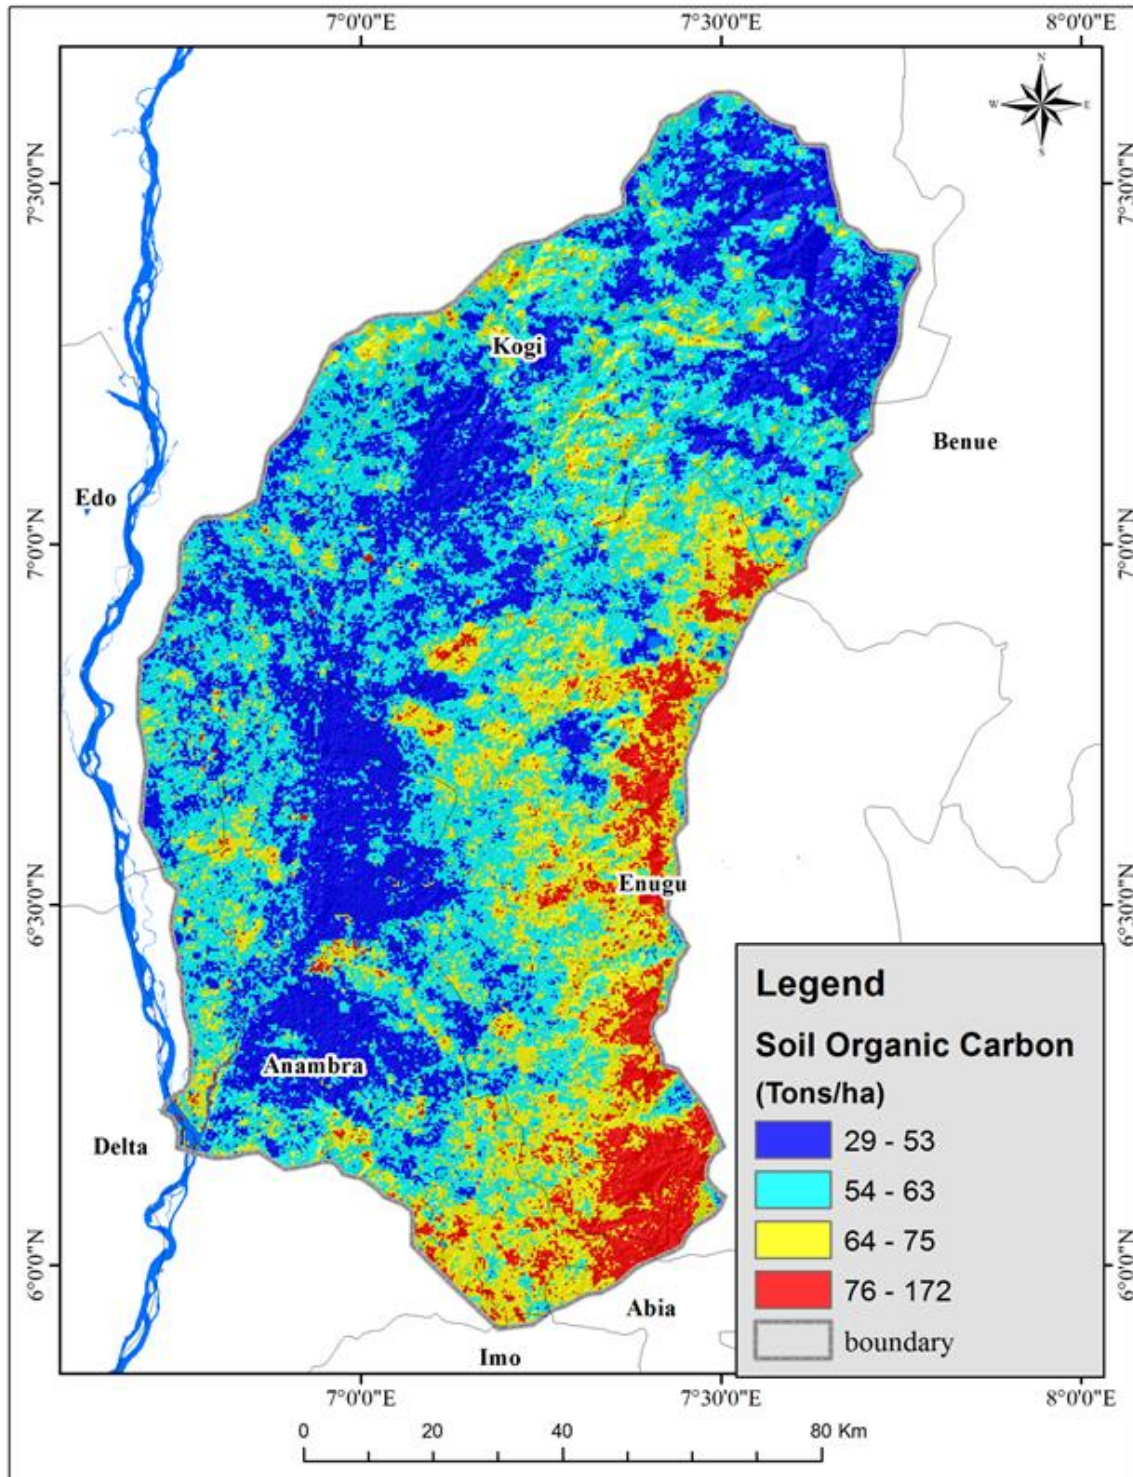 7°0'0"E
7°30'0"E
8°0'0"E
N
W
E
S
7°30'0"N
7°30'0"N
Kogi
Benue
Edo
7°0'0"N
7°0'0"N
Enugu
6°30'0"N
6°30'0"N
Legend
Soil Organic Carbon
(Tons/ha)
29 - 53
54 - 63
64 - 75
76 - 172
boundary
Anambra
Delta
6°0'0"N
6°0'0"N
Abia
Imo
7°0'0"E
7°30'0"E
8°0'0"E
0 20 40 80 Km